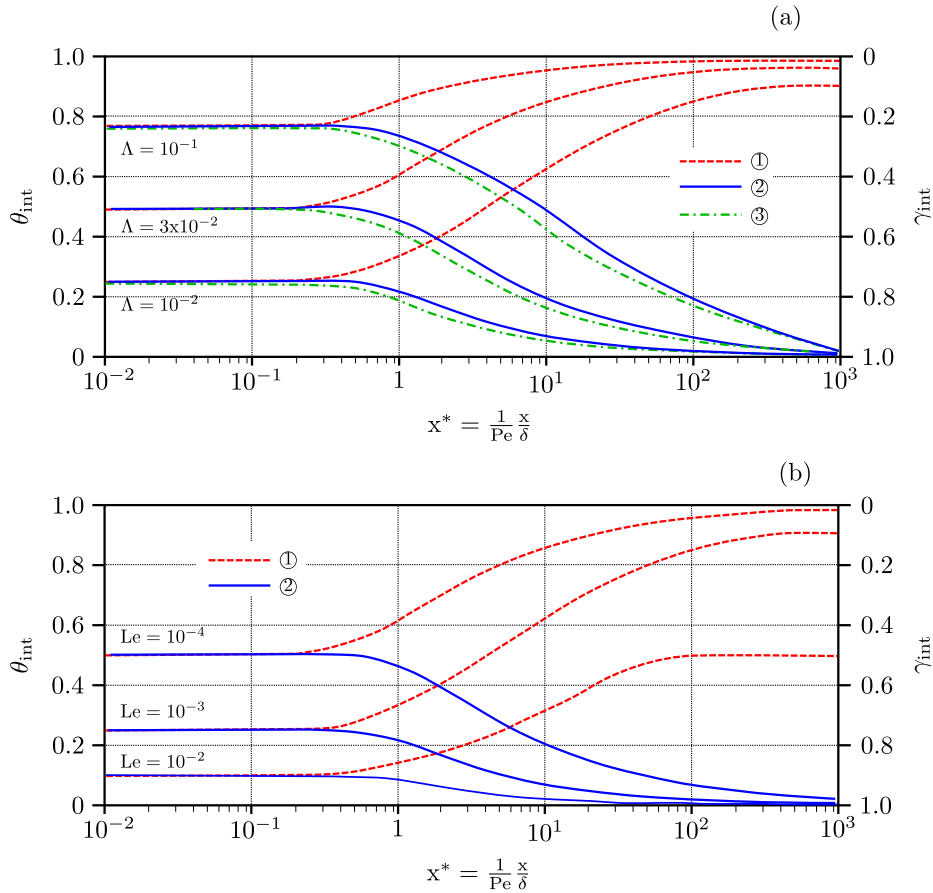 (a)
1.0 0
0.8 0.2
Λ = 10⁻¹
①
0.6 0.4
②
θint γint
③
Λ = 3x10⁻²
0.4 0.6
0.2 0.8
Λ = 10⁻²
0 1.0
10⁻² 10⁻¹ 1 10¹ 10² 10³
x* = 1/Pe x/δ
(b)
1.0 0
①
0.8 0.2
②
Le = 10⁻⁴
0.6 0.4
θint γint
0.4 0.6
Le = 10⁻³
0.2 0.8
Le = 10⁻²
0 1.0
10⁻² 10⁻¹ 1 10¹ 10² 10³
x* = 1/Pe x/δ